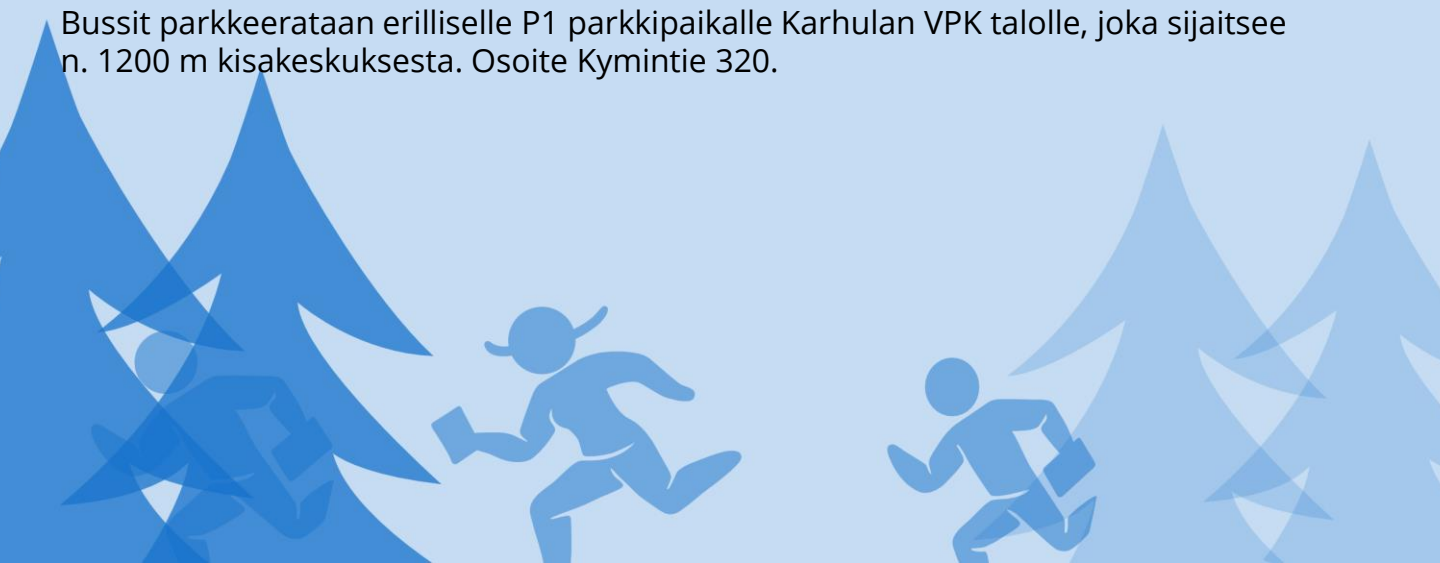 Bussit parkkeerataan erilliselle P1 parkkipaikalle Karhulan VPK talolle, joka sijaitsee
n. 1200 m kisakeskuksesta. Osoite Kymintie 320.